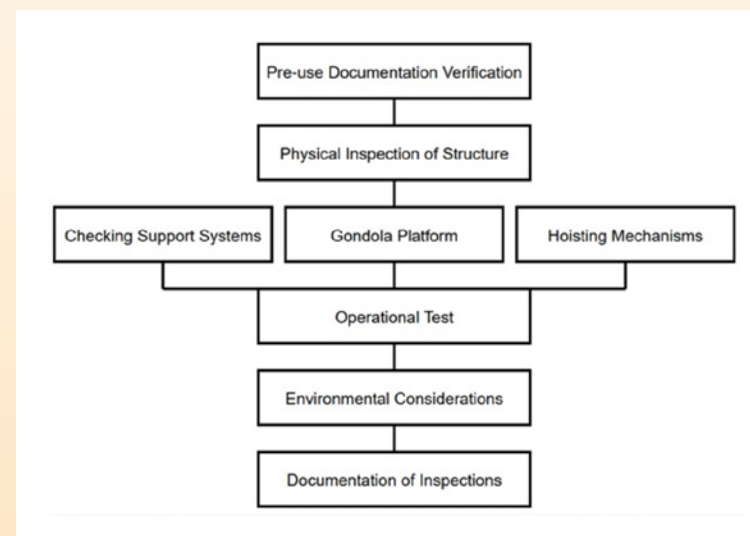 Pre-use Documentation Verification
Physical Inspection of Structure
Checking Support Systems
Gondola Platform
Hoisting Mechanisms
Operational Test
Environmental Considerations
Documentation of Inspections